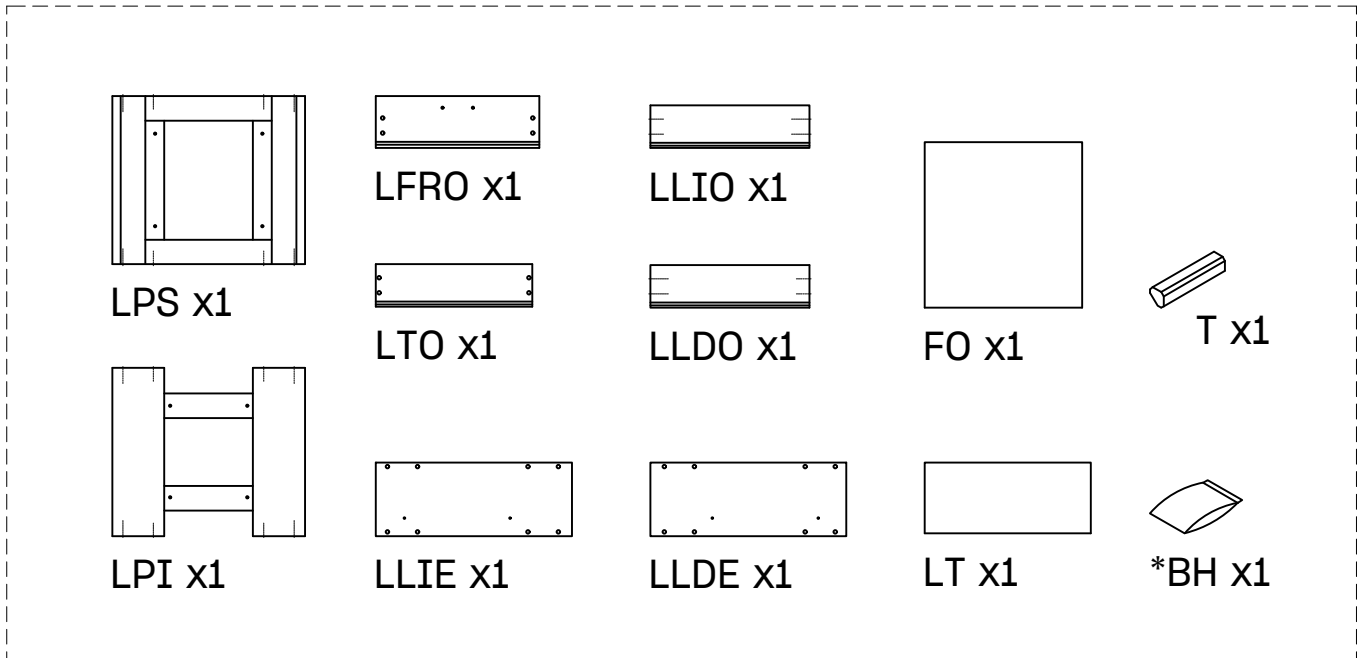 LPS x1
LFRO x1
LLIO x1
LTO x1
LLDO x1
FO x1
T x1
LPI x1
LLIE x1
LLDE x1
LT x1
*BH x1